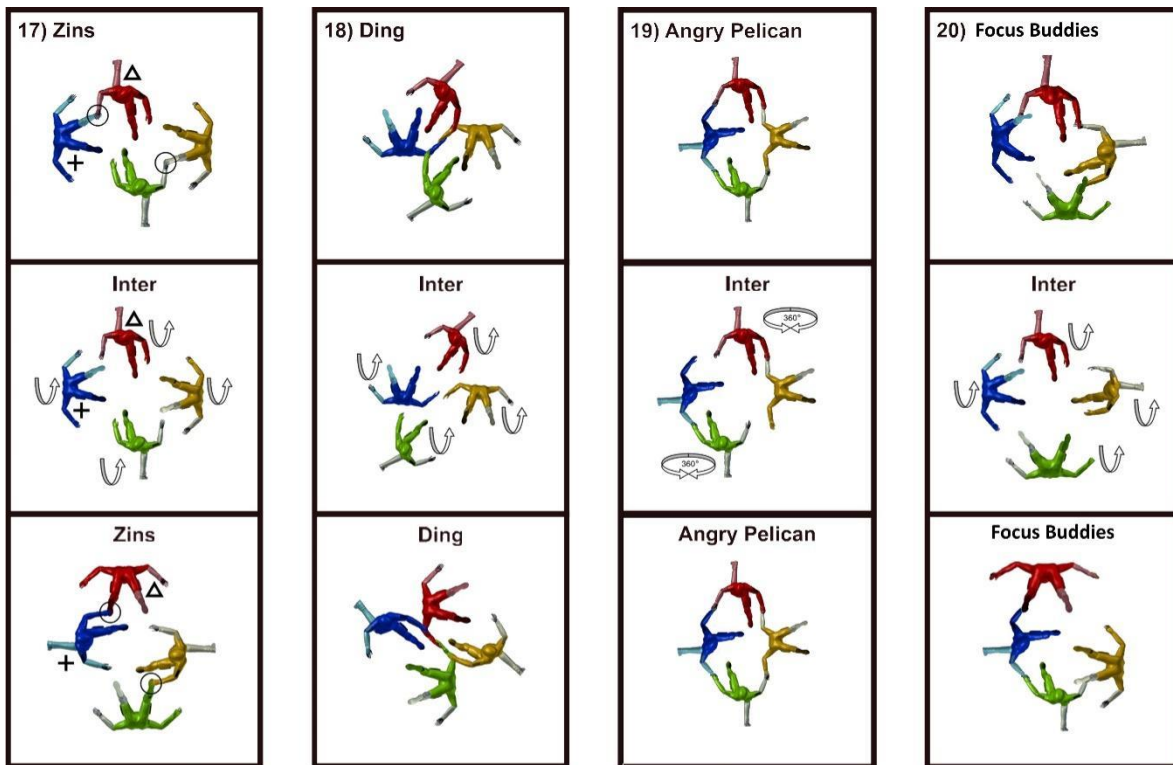 17) Zins
Inter
Zins
18) Ding
Inter
Ding
19) Angry Pelican
Inter
360°
360°
Angry Pelican
20) Focus Buddies
Inter
Focus Buddies